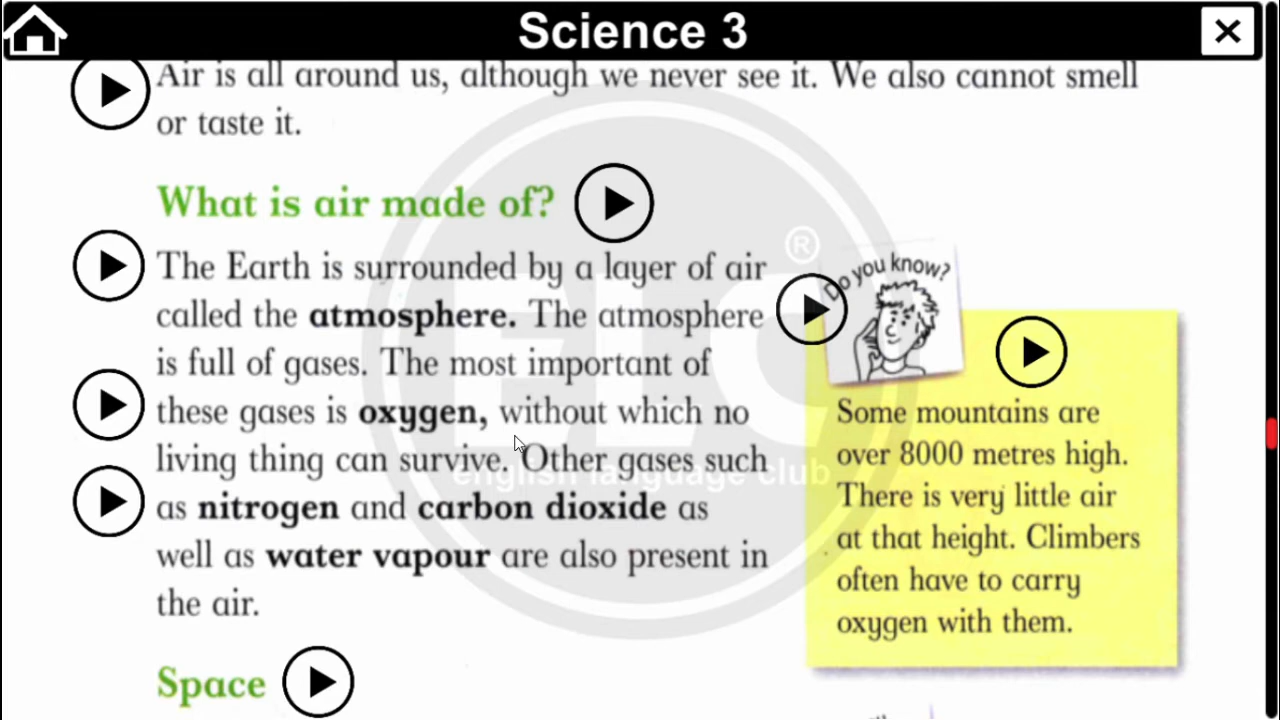 Science 3
Air is all around us, although we never see it. We also cannot smell
or taste it.
What is air made of?
The Earth is surrounded by a layer of air
called the atmosphere. The atmosphere
is full of gases. The most important of
these gases is oxygen, without which no
living thing can survive. Other gases such
as nitrogen and carbon dioxide as
well as water vapour are also present in
the air.
Do you know?
Some mountains are
over 8000 metres high.
There is very little air
at that height. Climbers
often have to carry
oxygen with them.
Space
ELC
®
english language club